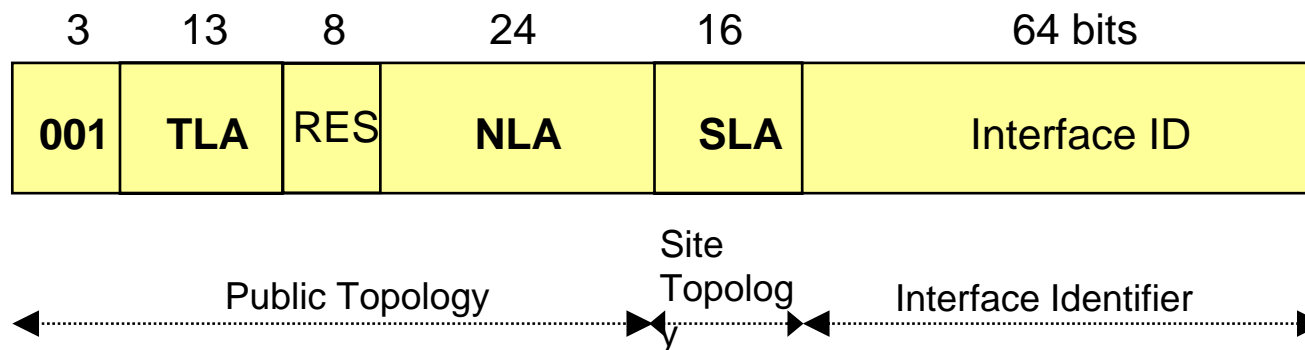 3 13 8 24 16 64 bits
001 TLA RES NLA SLA Interface ID
Public Topology
Site
Topolog
y
Interface Identifier